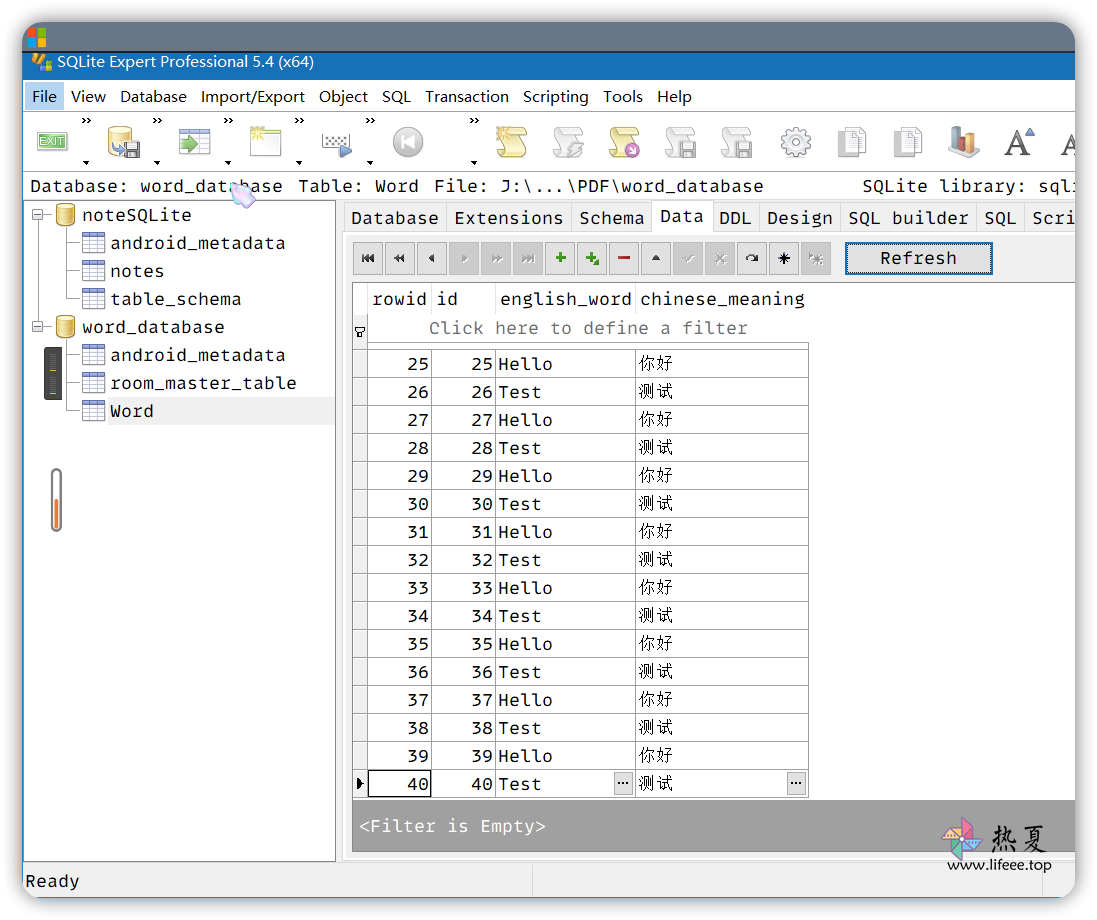 SQLite Expert Professional 5.4 (x64)
File View Database Import/Export Object SQL Transaction Scripting Tools Help
EXIT
Database: word_database Table: Word File: J:\...\PDF\word_database SQLite library: sqli
noteSQLite
android_metadata
notes
table_schema
word_database
android_metadata
room_master_table
Word
Database Extensions Schema Data DDL Design SQL builder SQL Scri
Refresh
rowid id english_word chinese_meaning
Click here to define a filter
25 25 Hello 你好
26 26 Test 测试
27 27 Hello 你好
28 28 Test 测试
29 29 Hello 你好
30 30 Test 测试
31 31 Hello 你好
32 32 Test 测试
33 33 Hello 你好
34 34 Test 测试
35 35 Hello 你好
36 36 Test 测试
37 37 Hello 你好
38 38 Test 测试
39 39 Hello 你好
40 40 Test ... 测试 ...
<Filter is Empty>
热夏
www.lifeee.top
Ready